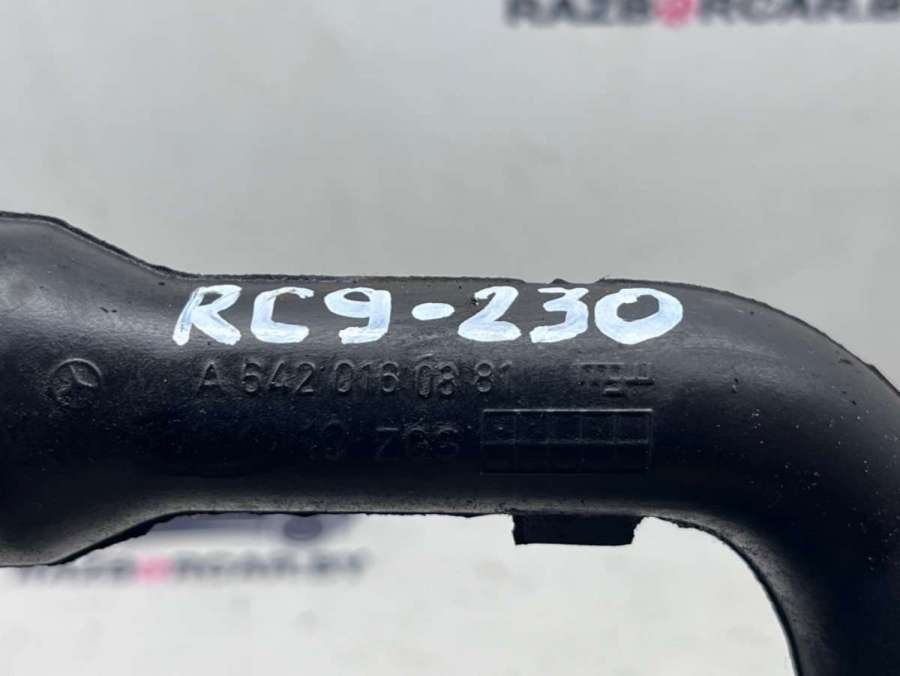 RAZBORCAR.BY
RC9-230
A 642 016 08 81
RAZBORCAR.BY